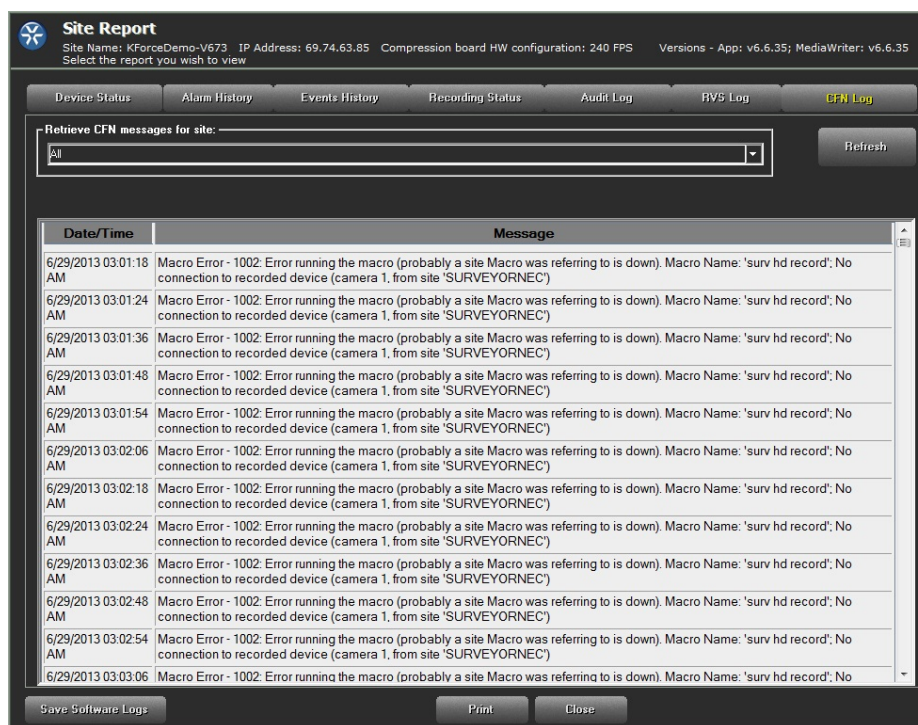 Site Report
Site Name: KForceDemo-V673 IP Address: 69.74.63.85 Compression board HW configuration: 240 FPS Versions - App: v6.6.35; MediaWriter: v6.6.35
Select the report you wish to view
Device Status Alarm History Events History Recording Status Audit Log RVS Log CFN Log
Retrieve CFN messages for site:
All
Refresh
Date/Time Message
6/29/2013 03:01:18 Macro Error - 1002: Error running the macro (probably a site Macro was referring to is down). Macro Name: 'surv hd record'; No
AM connection to recorded device (camera 1, from site 'SURVEYORNEC')
6/29/2013 03:01:24 Macro Error - 1002: Error running the macro (probably a site Macro was referring to is down). Macro Name: 'surv hd record'; No
AM connection to recorded device (camera 1, from site 'SURVEYORNEC')
6/29/2013 03:01:36 Macro Error - 1002: Error running the macro (probably a site Macro was referring to is down). Macro Name: 'surv hd record'; No
AM connection to recorded device (camera 1, from site 'SURVEYORNEC')
6/29/2013 03:01:48 Macro Error - 1002: Error running the macro (probably a site Macro was referring to is down). Macro Name: 'surv hd record'; No
AM connection to recorded device (camera 1, from site 'SURVEYORNEC')
6/29/2013 03:01:54 Macro Error - 1002: Error running the macro (probably a site Macro was referring to is down). Macro Name: 'surv hd record'; No
AM connection to recorded device (camera 1, from site 'SURVEYORNEC')
6/29/2013 03:02:06 Macro Error - 1002: Error running the macro (probably a site Macro was referring to is down). Macro Name: 'surv hd record'; No
AM connection to recorded device (camera 1, from site 'SURVEYORNEC')
6/29/2013 03:02:18 Macro Error - 1002: Error running the macro (probably a site Macro was referring to is down). Macro Name: 'surv hd record'; No
AM connection to recorded device (camera 1, from site 'SURVEYORNEC')
6/29/2013 03:02:24 Macro Error - 1002: Error running the macro (probably a site Macro was referring to is down). Macro Name: 'surv hd record'; No
AM connection to recorded device (camera 1, from site 'SURVEYORNEC')
6/29/2013 03:02:36 Macro Error - 1002: Error running the macro (probably a site Macro was referring to is down). Macro Name: 'surv hd record'; No
AM connection to recorded device (camera 1, from site 'SURVEYORNEC')
6/29/2013 03:02:48 Macro Error - 1002: Error running the macro (probably a site Macro was referring to is down). Macro Name: 'surv hd record'; No
AM connection to recorded device (camera 1, from site 'SURVEYORNEC')
6/29/2013 03:02:54 Macro Error - 1002: Error running the macro (probably a site Macro was referring to is down). Macro Name: 'surv hd record'; No
AM connection to recorded device (camera 1, from site 'SURVEYORNEC')
6/29/2013 03:03:06 Macro Error - 1002: Error running the macro (probably a site Macro was referring to is down). Macro Name: 'surv hd record'; No
Save Software Logs Print Close